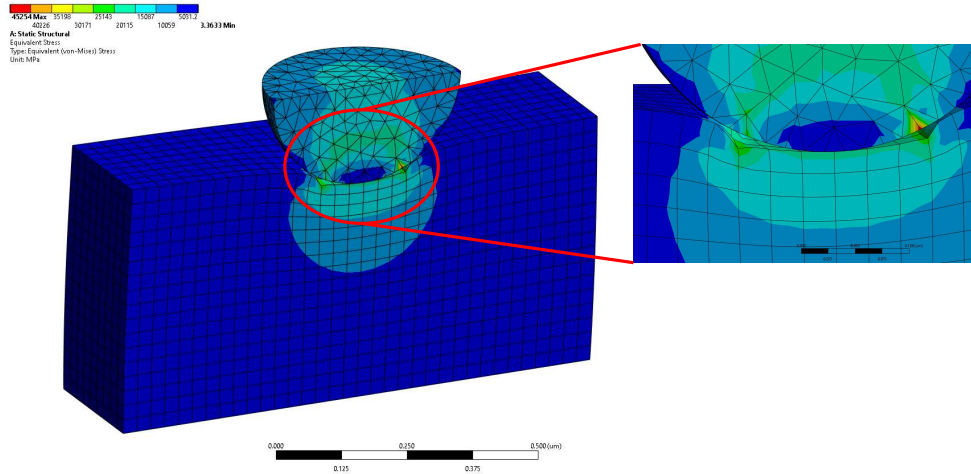 45254 Max 35198 25143 15087 5031.2
40226 30171 20115 10059 3.3633 Min
A: Static Structural
Equivalent Stress
Type: Equivalent (von-Mises) Stress
Unit: MPa
0.000 0.250 0.500 (um)
0.125 0.375